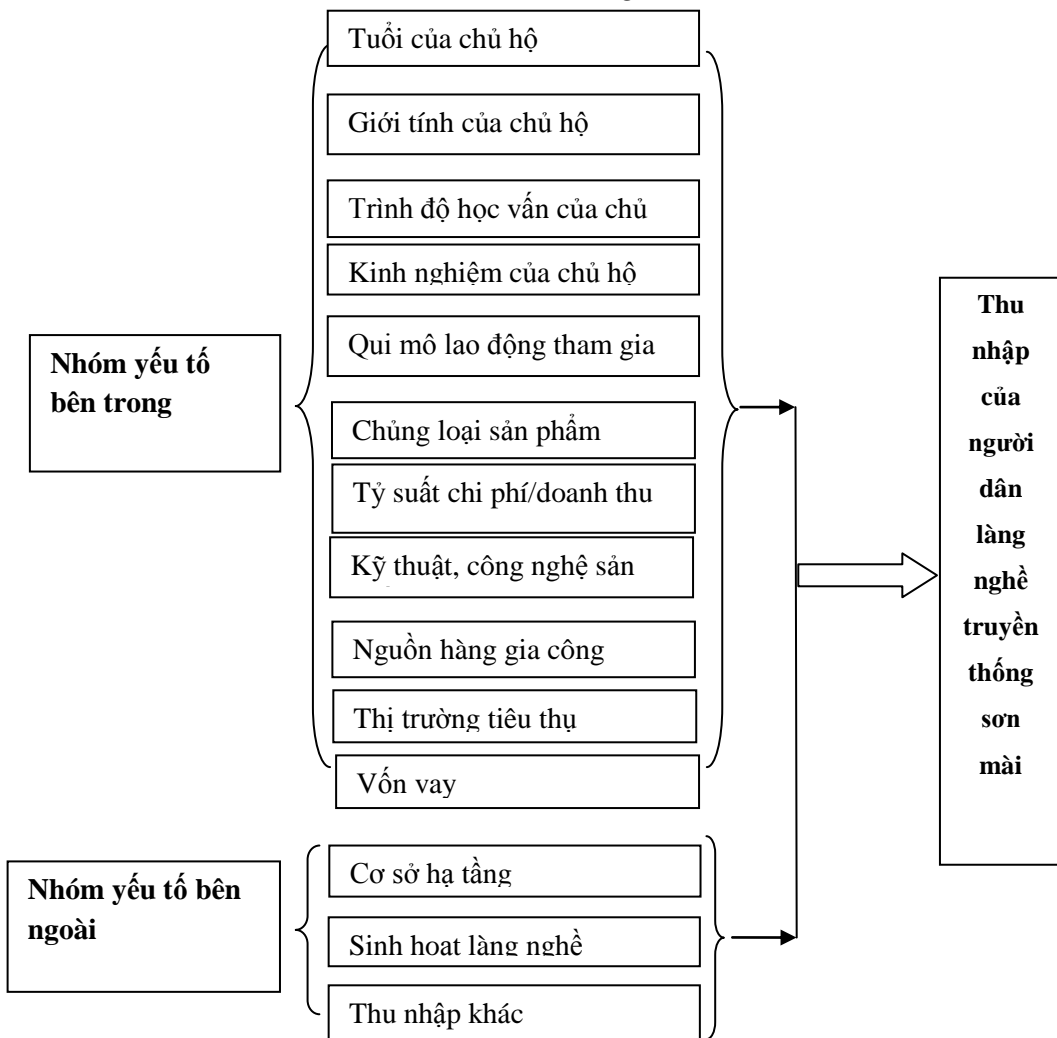 Tuổi của chủ hộ
Giới tính của chủ hộ
Trình độ học vấn của chủ
Kinh nghiệm của chủ hộ
Qui mô lao động tham gia
Nhóm yếu tố
bên trong
Chủng loại sản phẩm
Tỷ suất chi phí/doanh thu
Kỹ thuật, công nghệ sản
Nguồn hàng gia công
Thị trường tiêu thụ
Vốn vay
Nhóm yếu tố bên
ngoài
Cơ sở hạ tầng
Sinh hoat làng nghề
Thu nhập khác
Thu
nhập
của
người
dân
làng
nghề
truyền
thống
sơn
mài